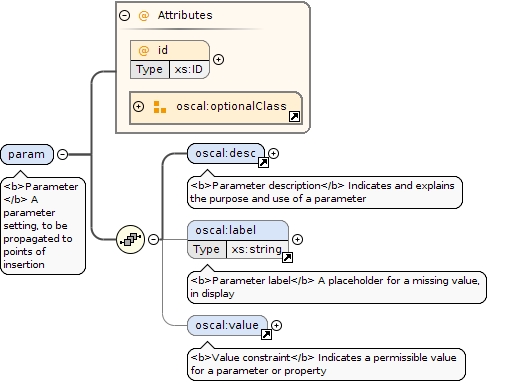 @ Attributes
@ id
Type xs:ID
oscal:optionalClass
param
<b>Parameter
</b> A
parameter
setting, to be
propagated to
points of
insertion
oscal:desc
<b>Parameter description</b> Indicates and explains
the purpose and use of a parameter
oscal:label
Type xs:string
<b>Parameter label</b> A placeholder for a missing value,
in display
oscal:value
<b>Value constraint</b> Indicates a permissible value
for a parameter or property